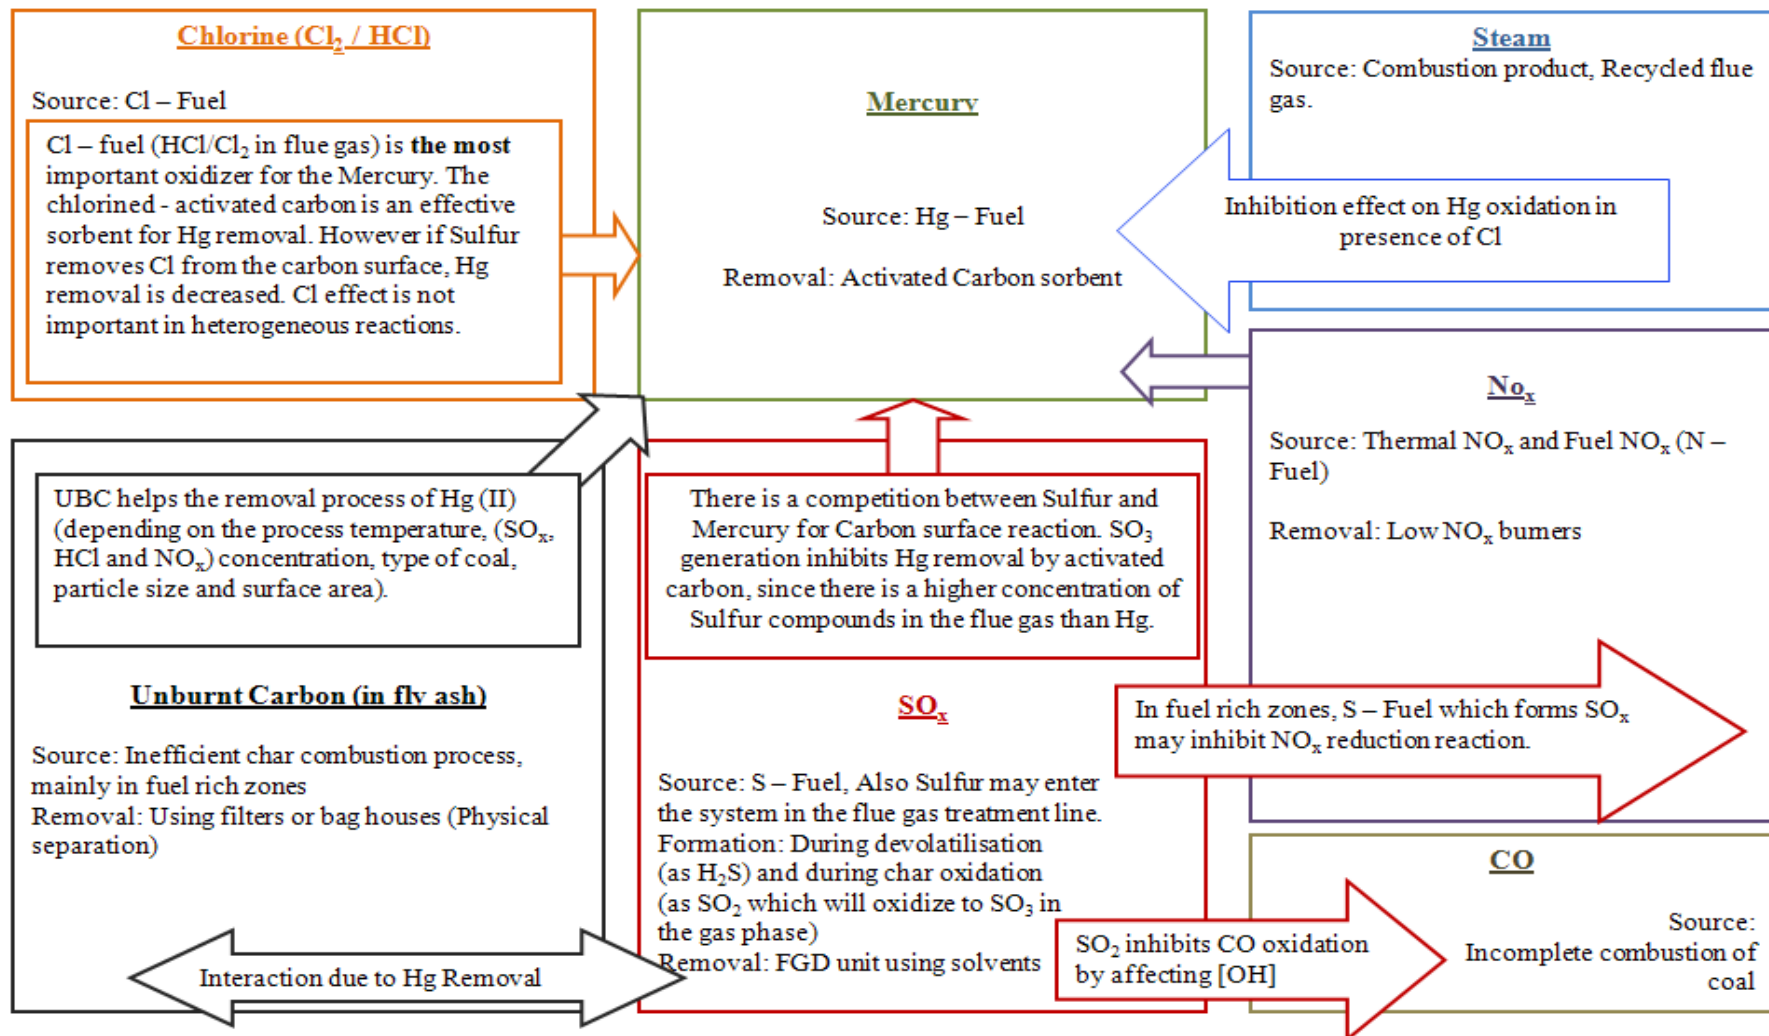 Chlorine (Cl₂ / HCl)
Source: Cl – Fuel
Cl – fuel (HCl/Cl₂ in flue gas) is the most
important oxidizer for the Mercury. The
chlorined - activated carbon is an effective
sorbent for Hg removal. However if Sulfur
removes Cl from the carbon surface, Hg
removal is decreased. Cl effect is not
important in heterogeneous reactions.
Mercury
Source: Hg – Fuel
Removal: Activated Carbon sorbent
Steam
Source: Combustion product, Recycled flue
gas.
Inhibition effect on Hg oxidation in
presence of Cl
Noₓ
Source: Thermal NOₓ and Fuel NOₓ (N –
Fuel)
Removal: Low NOₓ burners
UBC helps the removal process of Hg (II)
(depending on the process temperature, (SOₓ,
HCl and NOₓ) concentration, type of coal,
particle size and surface area).
Unburnt Carbon (in fly ash)
Source: Inefficient char combustion process,
mainly in fuel rich zones
Removal: Using filters or bag houses (Physical
separation)
Interaction due to Hg Removal
There is a competition between Sulfur and
Mercury for Carbon surface reaction. SO₃
generation inhibits Hg removal by activated
carbon, since there is a higher concentration of
Sulfur compounds in the flue gas than Hg.
SOₓ
Source: S – Fuel, Also Sulfur may enter
the system in the flue gas treatment line.
Formation: During devolatilisation
(as H₂S) and during char oxidation
(as SO₂ which will oxidize to SO₃ in
the gas phase)
Removal: FGD unit using solvents
In fuel rich zones, S – Fuel which forms SOₓ
may inhibit NOₓ reduction reaction.
SO₂ inhibits CO oxidation
by affecting [OH]
CO
Source:
Incomplete combustion of
coal